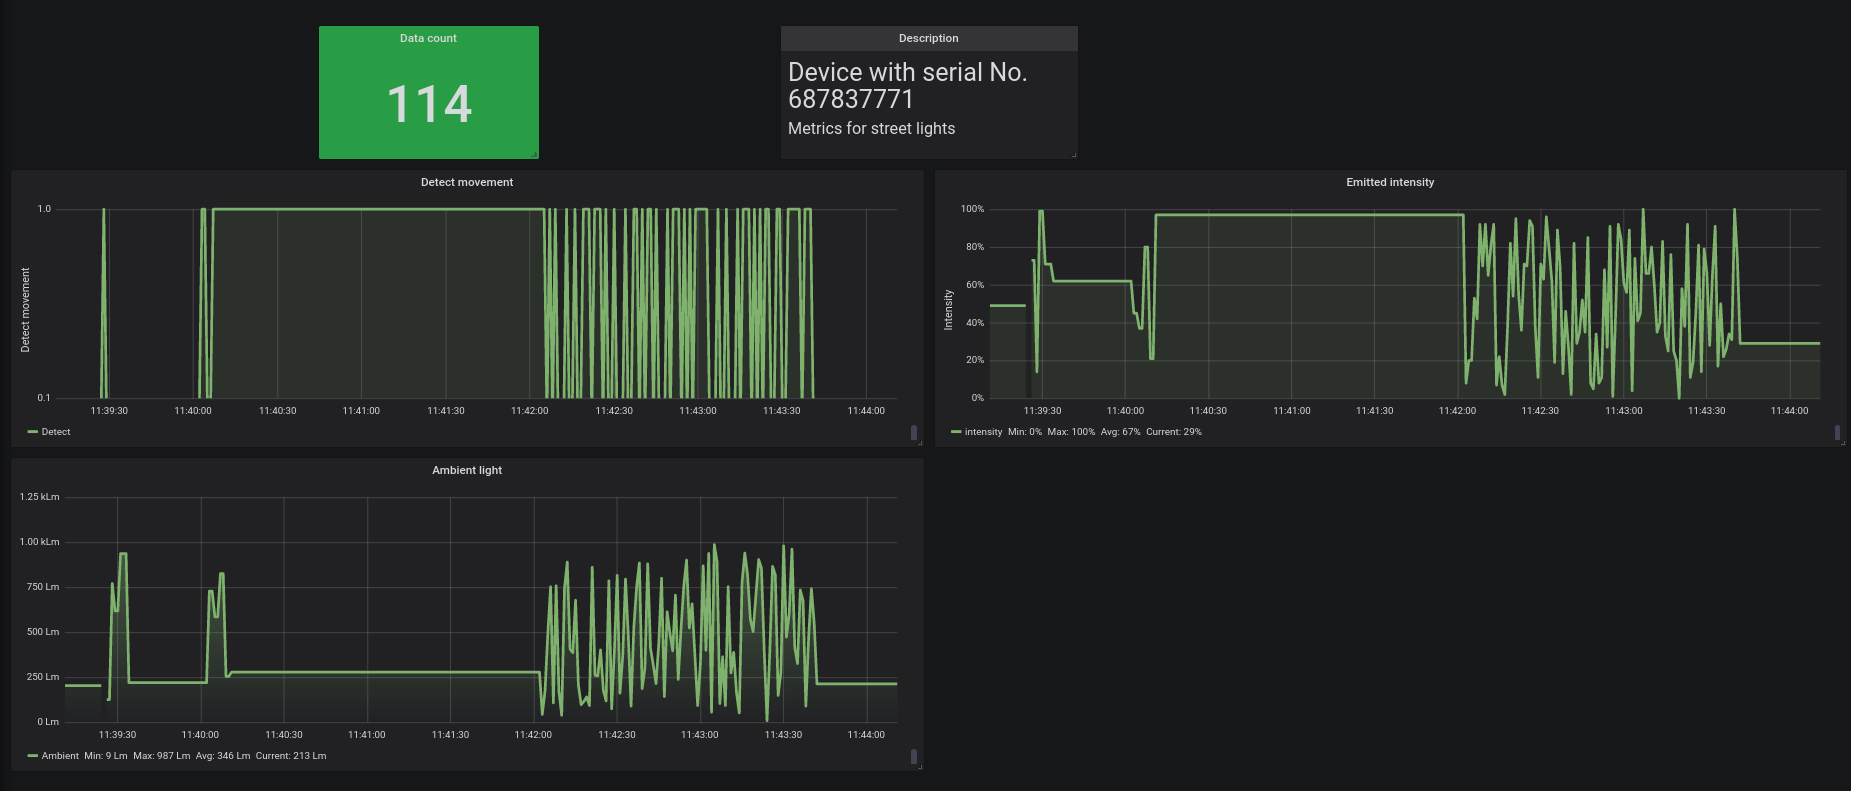 Data count
114
Description
Device with serial No.
687837771
Metrics for street lights
Detect movement
1.0
0.1
Detect movement
11:39:30 11:40:00 11:40:30 11:41:00 11:41:30 11:42:00 11:42:30 11:43:00 11:43:30 11:44:00
Detect
Emitted intensity
100%
80%
60%
40%
20%
0%
Intensity
11:39:30 11:40:00 11:40:30 11:41:00 11:41:30 11:42:00 11:42:30 11:43:00 11:43:30 11:44:00
intensity Min: 0% Max: 100% Avg: 67% Current: 29%
Ambient light
1.25 kLm
1.00 kLm
750 Lm
500 Lm
250 Lm
0 Lm
11:39:30 11:40:00 11:40:30 11:41:00 11:41:30 11:42:00 11:42:30 11:43:00 11:43:30 11:44:00
Ambient Min: 9 Lm Max: 987 Lm Avg: 346 Lm Current: 213 Lm